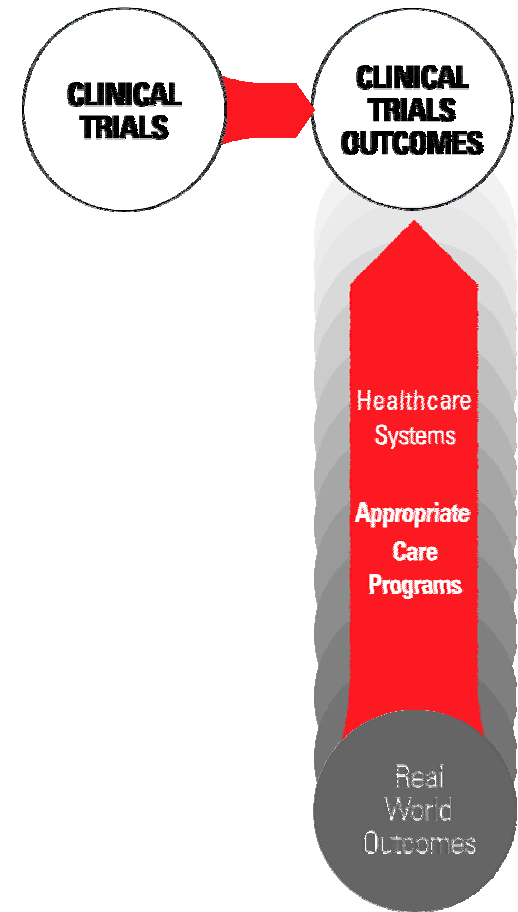 CLINICAL
TRIALS
CLINICAL
TRIALS
OUTCOMES
Healthcare
Systems
Appropriate
Care
Programs
Real
World
Outcomes